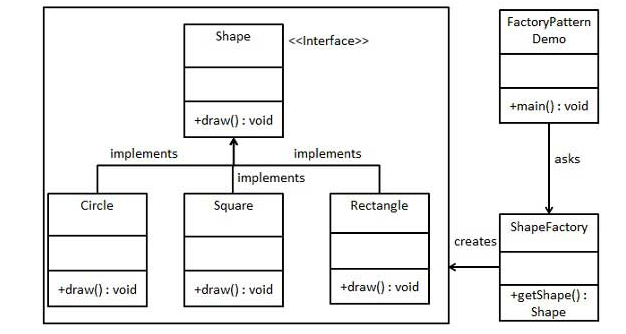 Shape
<<Interface>>
+draw() : void
implements
implements
implements
Circle
+draw() : void
Square
+draw() : void
Rectangle
+draw() : void
FactoryPattern
Demo
+main() : void
asks
creates
ShapeFactory
+getShape() :
Shape